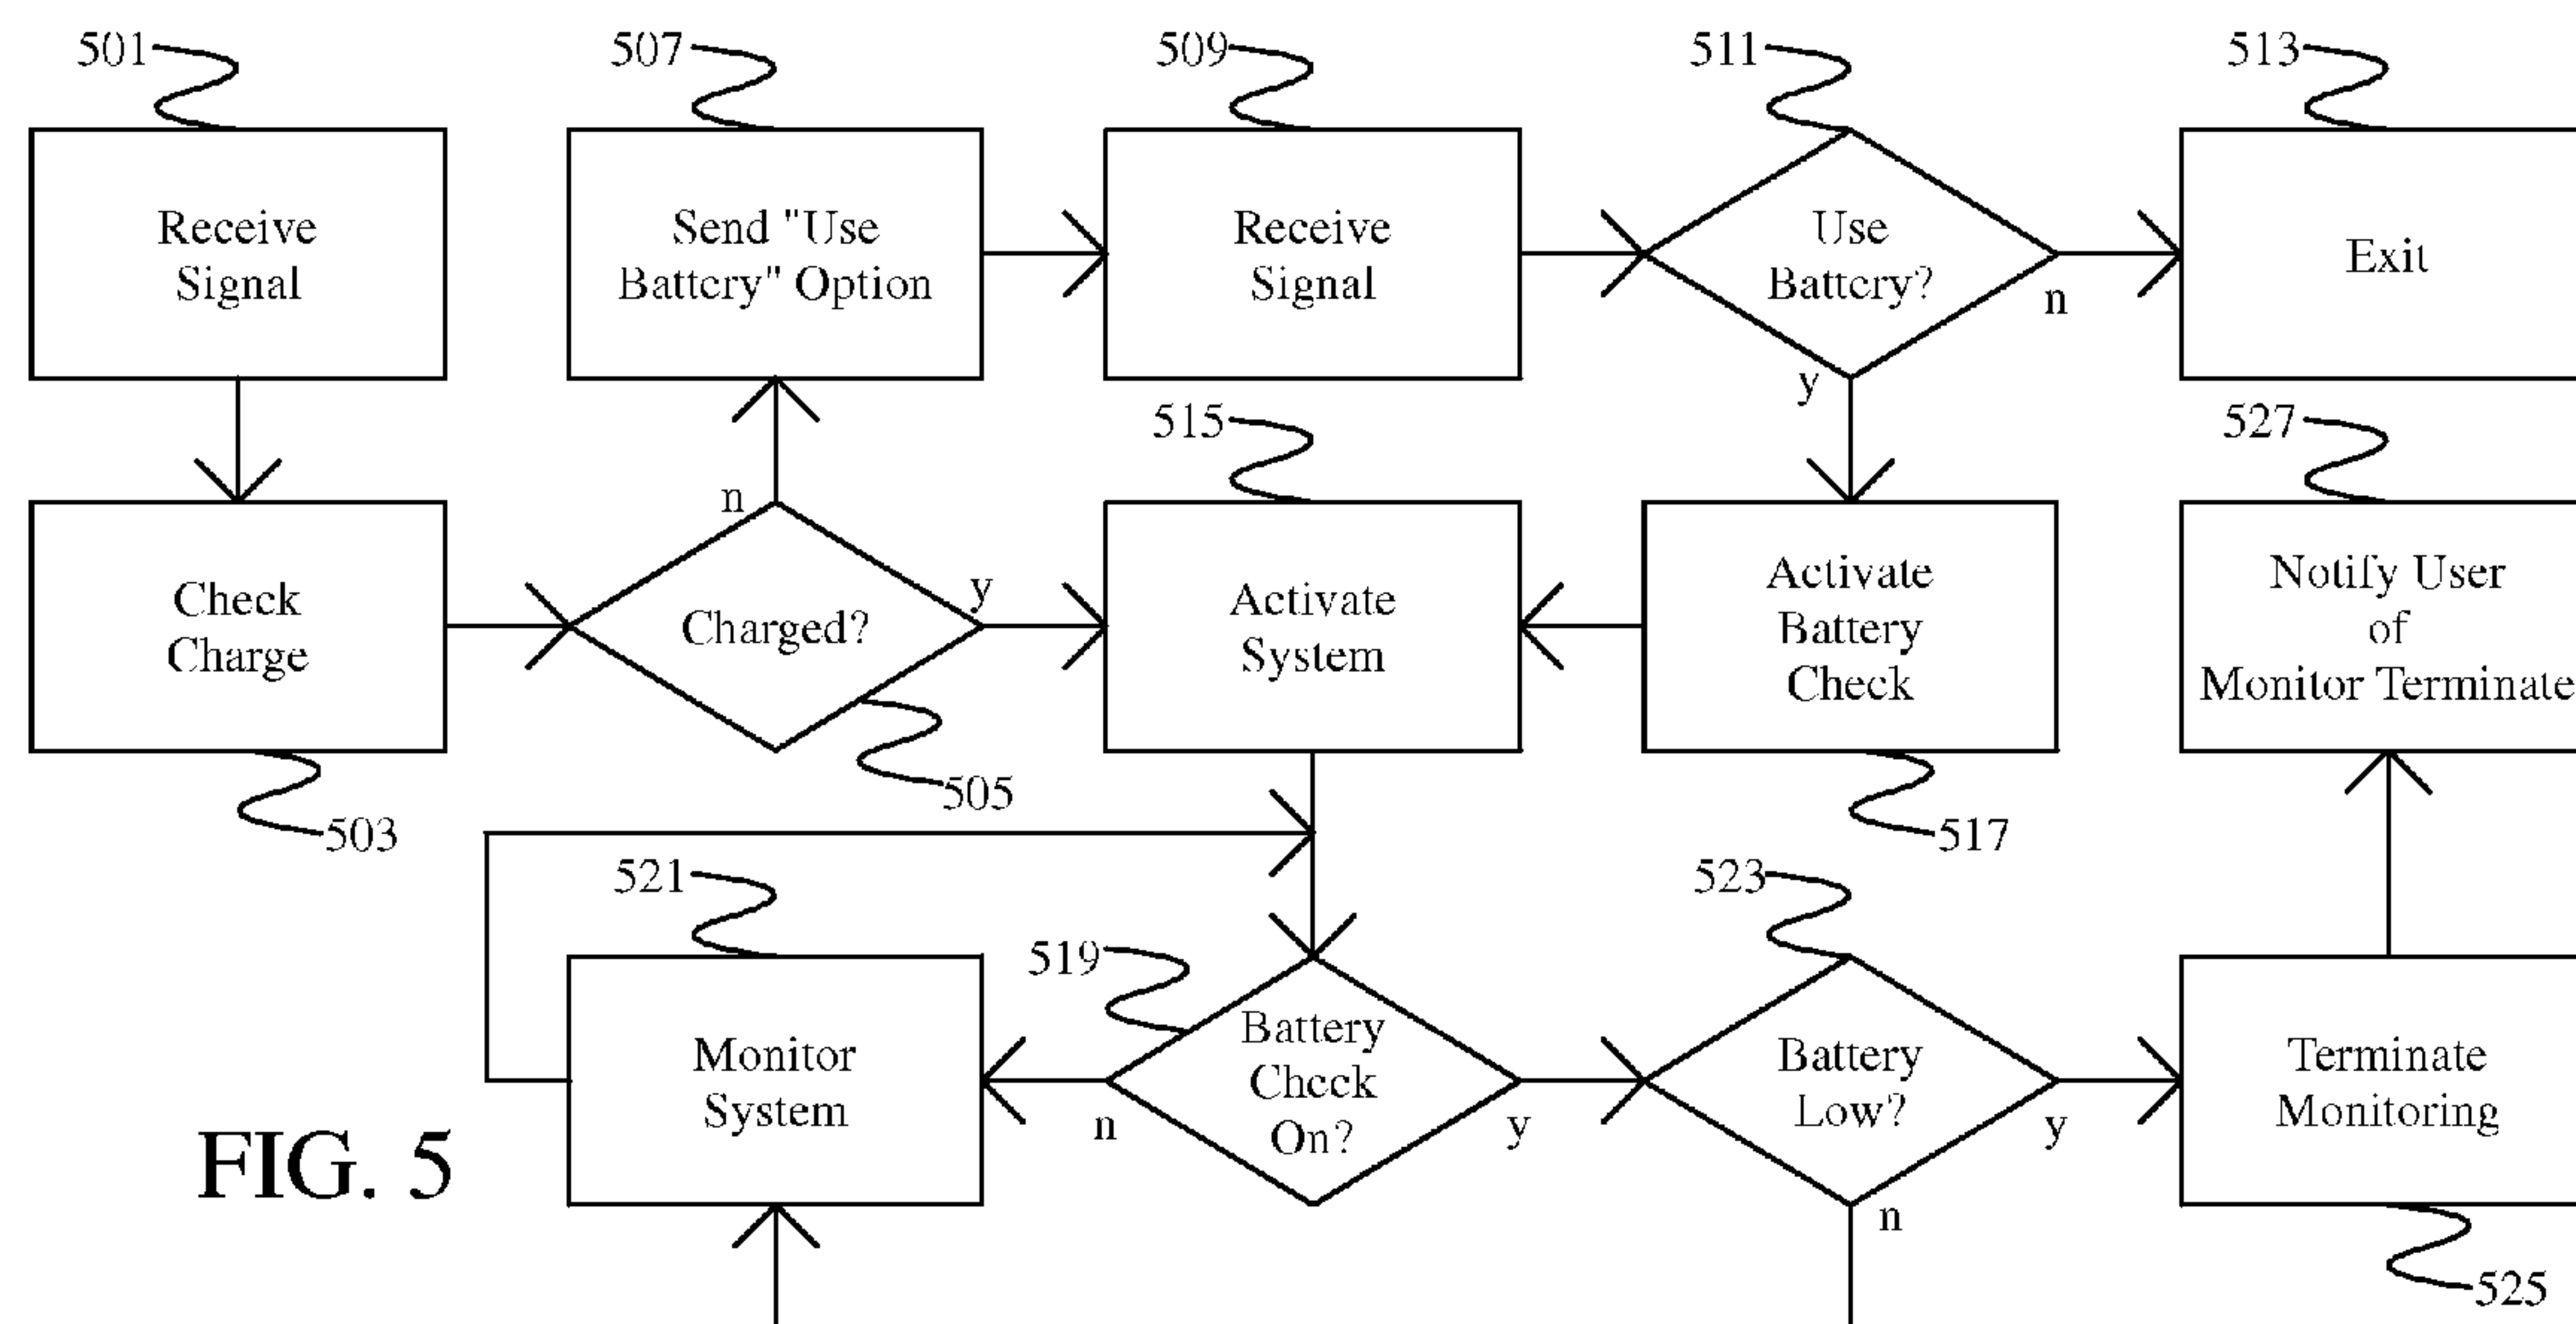 501
507
509
511
513
Receive
Signal
Send "Use
Battery" Option
Receive
Signal
Use
Battery?
n
y
Exit
515
527
n
Check
Charge
Charged?
y
Activate
System
Activate
Battery
Check
Notify User
of
Monitor Terminate
505
503
517
521
523
519
Monitor
System
Battery
Check
On?
n
y
Battery
Low?
y
n
Terminate
Monitoring
FIG. 5
525